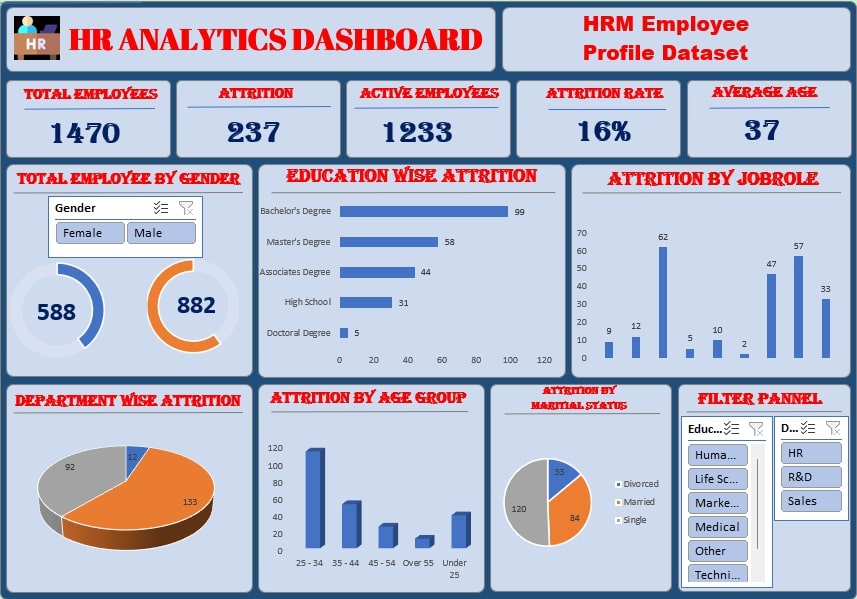 HR
HR ANALYTICS DASHBOARD
HRM Employee
Profile Dataset
TOTAL EMPLOYEES
1470
ATTRITION
237
ACTIVE EMPLOYEES
1233
ATTRITION RATE
16%
AVERAGE AGE
37
TOTAL EMPLOYEE BY GENDER
Gender
Female
Male
588
882
EDUCATION WISE ATTRITION
Bachelor's Degree
99
Master's Degree
58
Associates Degree
44
High School
31
Doctoral Degree
5
0 20 40 60 80 100 120
ATTRITION BY JOBROLE
70
60
50
40
30
20
10
0
9
12
62
5
10
2
47
57
33
DEPARTMENT WISE ATTRITION
12
92
133
ATTRITION BY AGE GROUP
120
100
80
60
40
20
0
25 - 34 35 - 44 45 - 54 Over 55 Under
25
ATTRITION BY
MARITIAL STATUS
33
120
84
Divorced
Married
Single
FILTER PANNEL
Educ...
Huma...
Life Sc...
Marke...
Medical
Other
Techni...
D...
HR
R&D
Sales